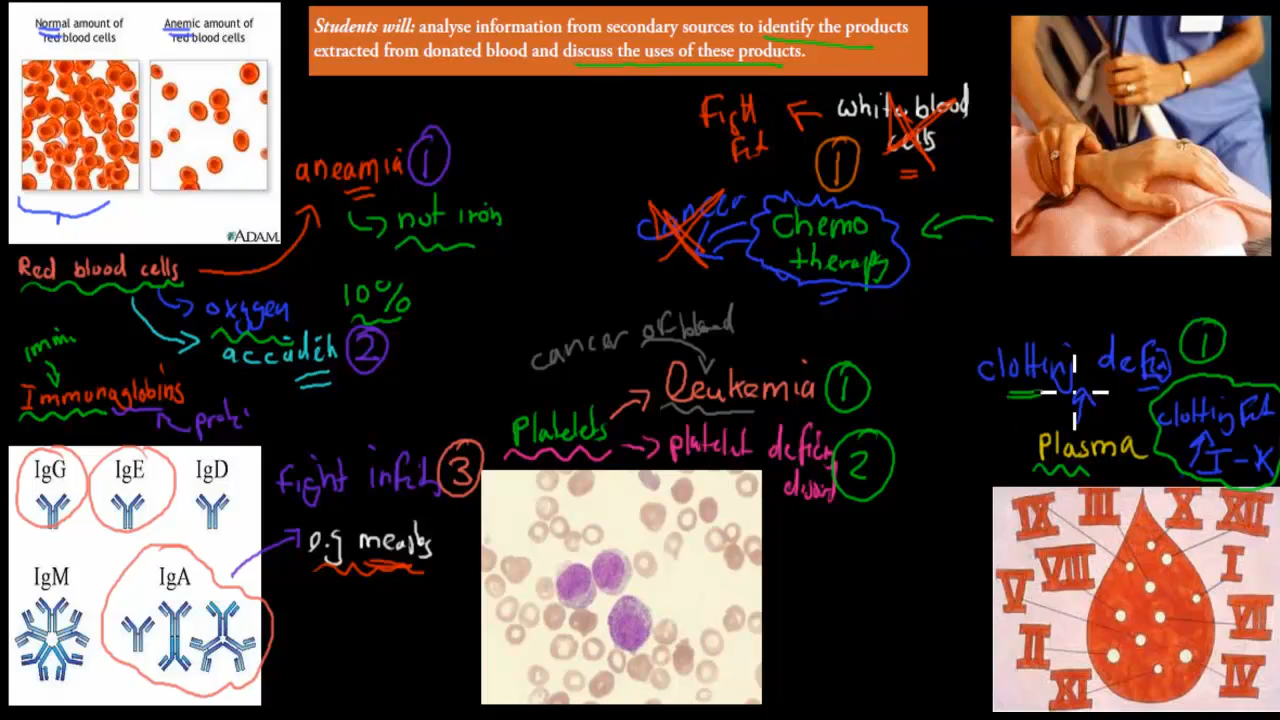 Normal amount of
red blood cells
Anemic amount of
red blood cells
ADAM.
Students will: analyse information from secondary sources to identify the products
extracted from donated blood and discuss the uses of these products.
Fight
white blood
cells
aneamia 1
not iron
Red blood cells
oxygen
10%
2
1
cancer
chemo
therapy
cancer of blood
leukemia 1
Platelets
platelet
2
Immunoglobins
IgG
IgE
IgD
IgM
IgA
Fight
3
e.g
clotting
1
Plasma
clotting
I - X
IX
III
X
XII
VIII
I
V
VII
II
IV
XI